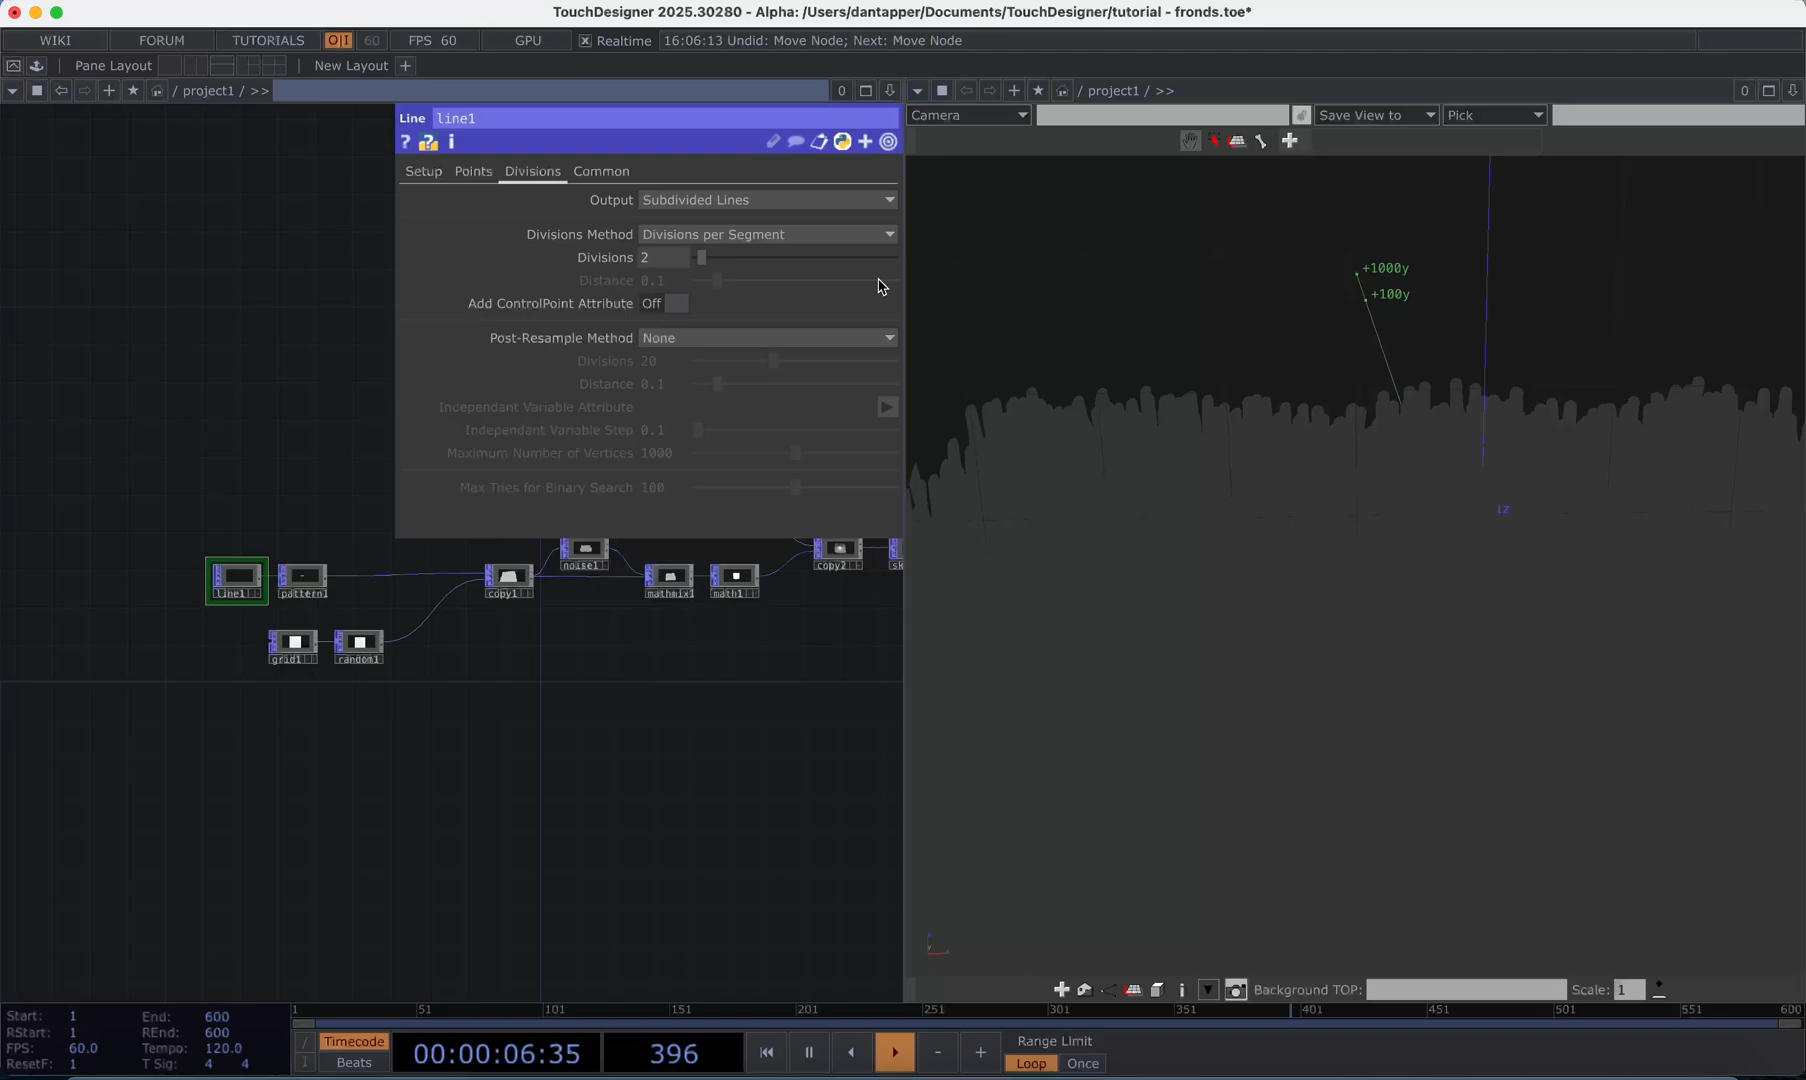 TouchDesigner 2025.30280 - Alpha: /Users/dantapper/Documents/TouchDesigner/tutorial - fronds.toe*
WIKI FORUM TUTORIALS O|I 60 FPS 60 GPU Realtime 16:06:13 Undid: Move Node; Next: Move Node
Pane Layout New Layout
/ project1 / >> 0
/ project1 / >> 0
Line line1
? ? i
Setup Points Divisions Common
Output Subdivided Lines
Divisions Method Divisions per Segment
Divisions 2
Distance 0.1
Add ControlPoint Attribute Off
Post-Resample Method None
Divisions 20
Distance 0.1
Independant Variable Attribute
Independant Variable Step 0.1
Maximum Number of Vertices 1000
Max Tries for Binary Search 100
Camera Save View to Pick
+1000y
+100y
noise1 copy2 sk
line1 pattern1 copy1 mathmix1 math1
grid1 random1
Background TOP: Scale: 1
1 51 101 151 201 251 301 351 401 451 501 551 600
Start: 1 End: 600
RStart: 1 REnd: 600
FPS: 60.0 Tempo: 120.0
ResetF: 1 T Sig: 4 4
Timecode
Beats
00:00:06:35 396
Range Limit
Loop Once